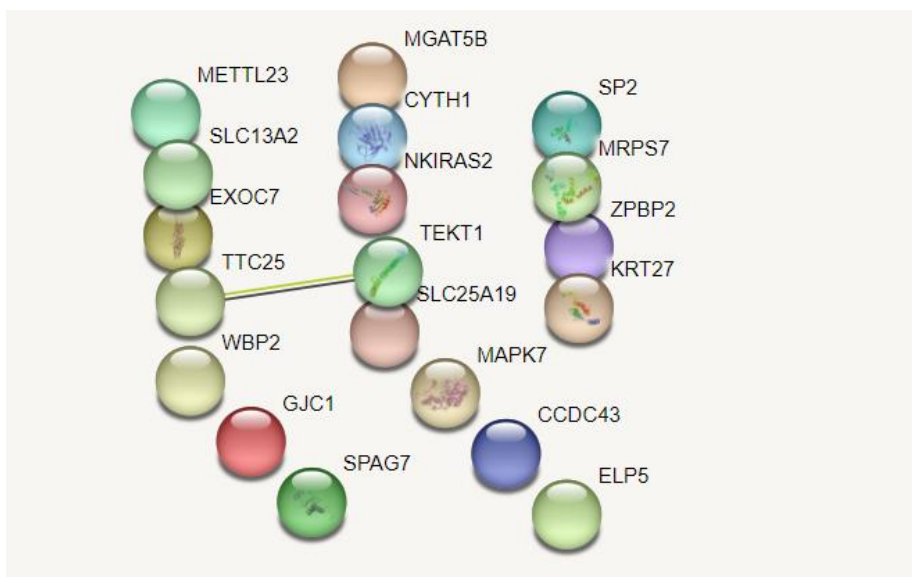 MGAT5B
METTL23
SP2
CYTH1
SLC13A2
MRPS7
NKIRAS2
EXOC7
ZPBP2
TEKT1
TTC25
KRT27
SLC25A19
WBP2
MAPK7
GJC1
CCDC43
SPAG7
ELP5